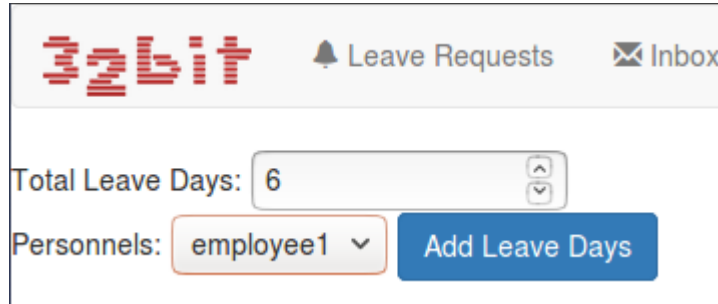 32bit Leave Requests Inbox
Total Leave Days: 6
Personnels: employee1 Add Leave Days